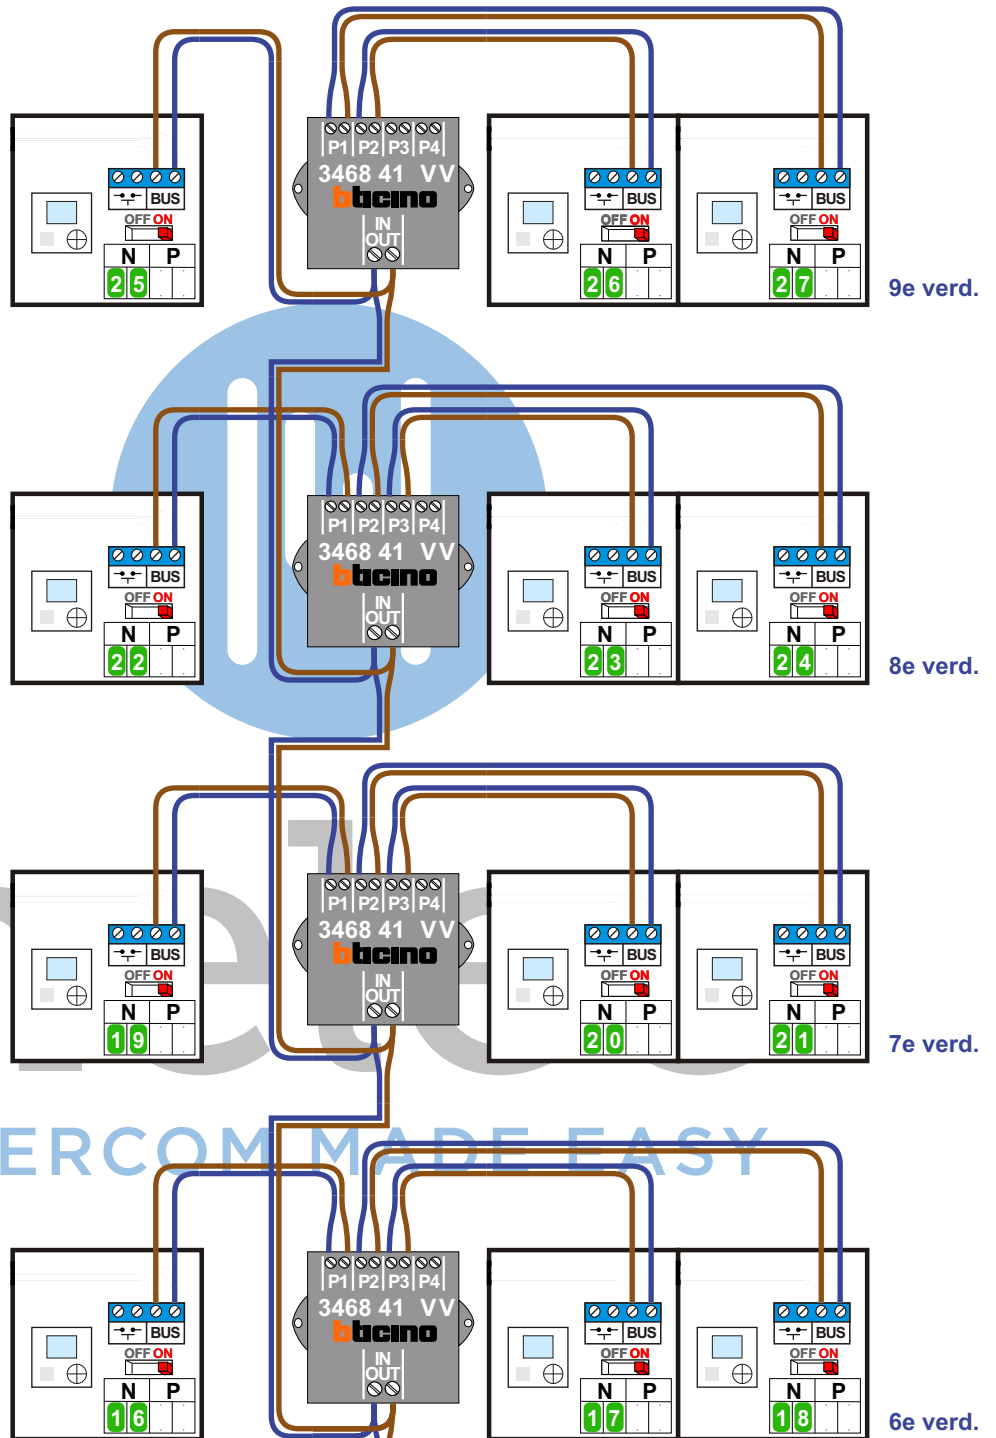 P1 P2 P3 P4
3468 41 VV
bticino
IN
OUT
BUS
OFF ON
N P
2 5
BUS
OFF ON
N P
2 6
BUS
OFF ON
N P
2 7
9e verd.
P1 P2 P3 P4
3468 41 VV
bticino
IN
OUT
BUS
OFF ON
N P
2 2
BUS
OFF ON
N P
2 3
BUS
OFF ON
N P
2 4
8e verd.
P1 P2 P3 P4
3468 41 VV
bticino
IN
OUT
BUS
OFF ON
N P
1 9
BUS
OFF ON
N P
2 0
BUS
OFF ON
N P
2 1
7e verd.
ERCOM MADE EASY
P1 P2 P3 P4
3468 41 VV
bticino
IN
OUT
BUS
OFF ON
N P
1 6
BUS
OFF ON
N P
1 7
BUS
OFF ON
N P
1 8
6e verd.